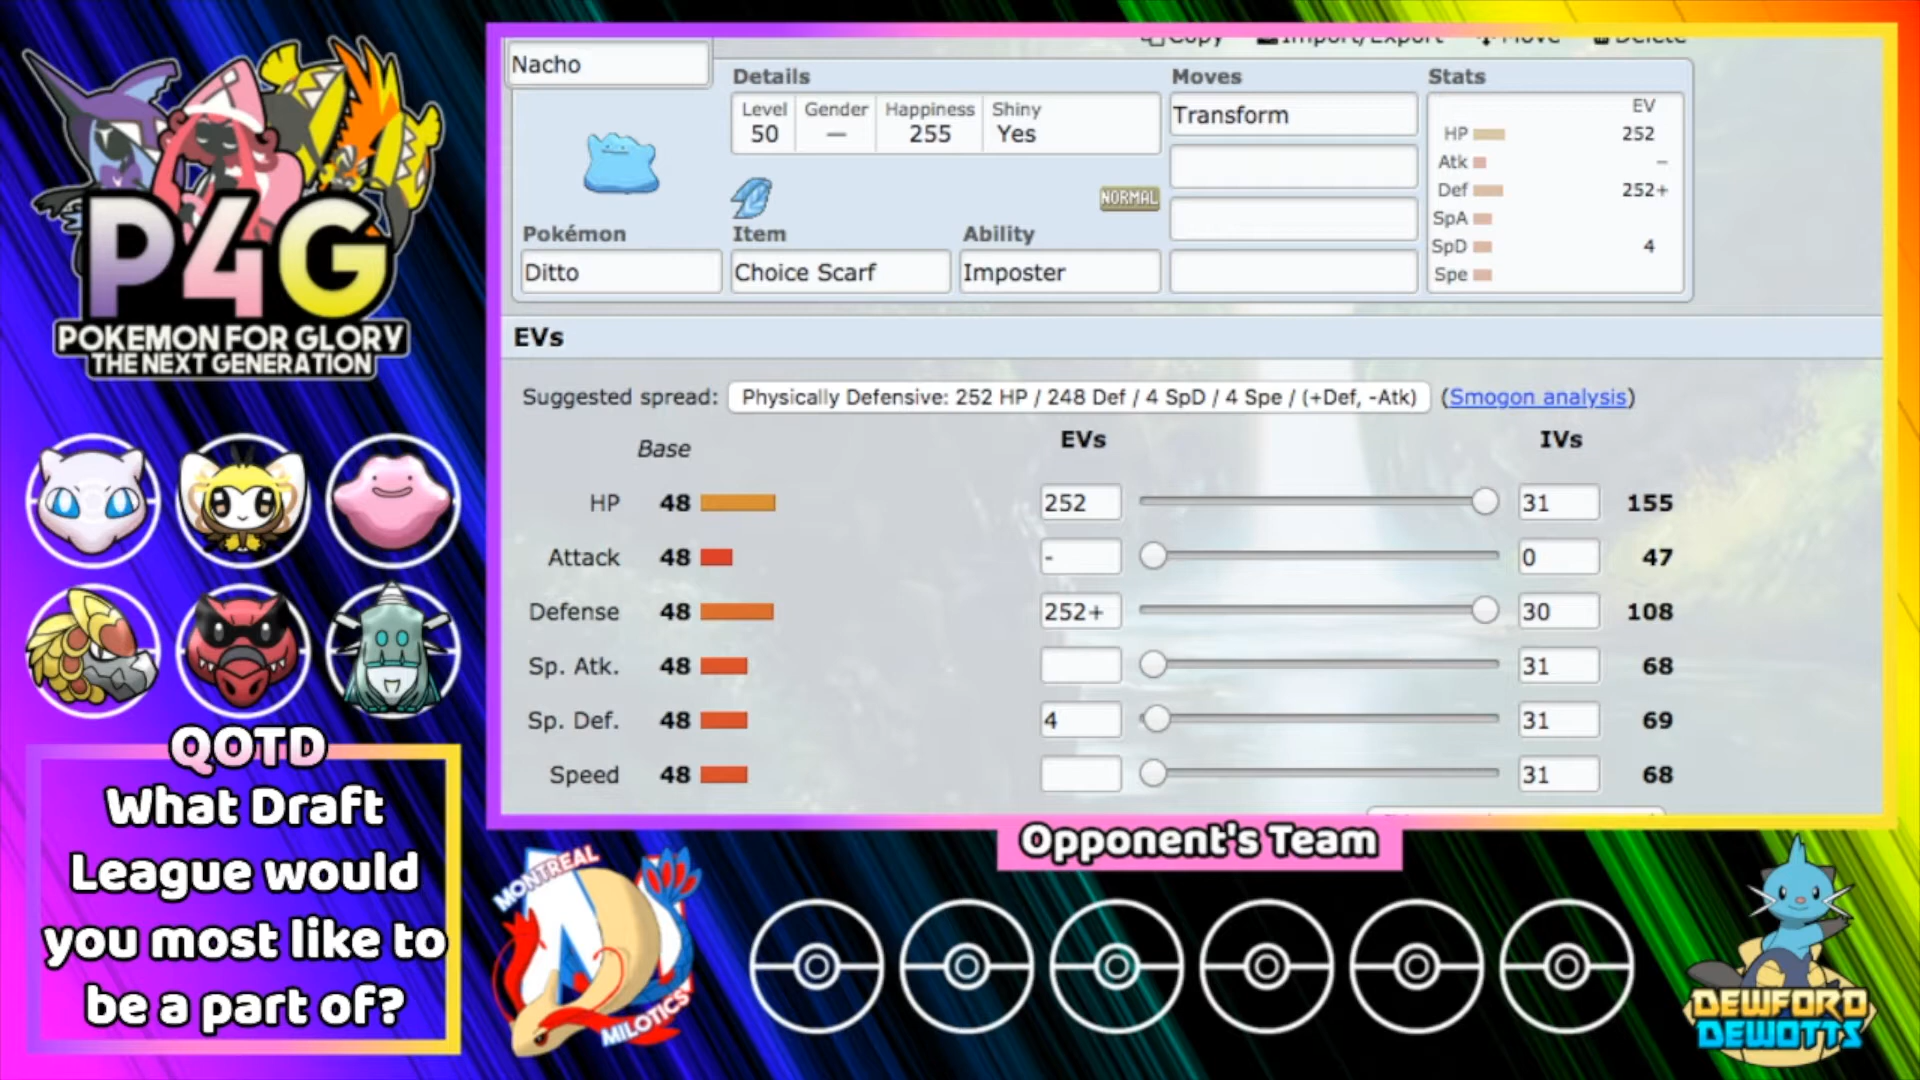 P4G
POKEMON FOR GLORY
THE NEXT GENERATION
QOTD
What Draft
League would
you most like to
be a part of?
Copy Import/Export Move Delete
Nacho
Details
Level Gender Happiness Shiny
50 — 255 Yes
NORMAL
Pokémon Item Ability
Ditto Choice Scarf Imposter
Moves
Transform
Stats
EV
HP 252
Atk –
Def 252+
SpA
SpD 4
Spe
EVs
Suggested spread: Physically Defensive: 252 HP / 248 Def / 4 SpD / 4 Spe / (+Def, -Atk) (Smogon analysis)
Base EVs IVs
HP 48 252 31 155
Attack 48 - 0 47
Defense 48 252+ 30 108
Sp. Atk. 48 31 68
Sp. Def. 48 4 31 69
Speed 48 31 68
Opponent's Team
MONTREAL
MILOTICS
DEWFORD
DEWOTTS